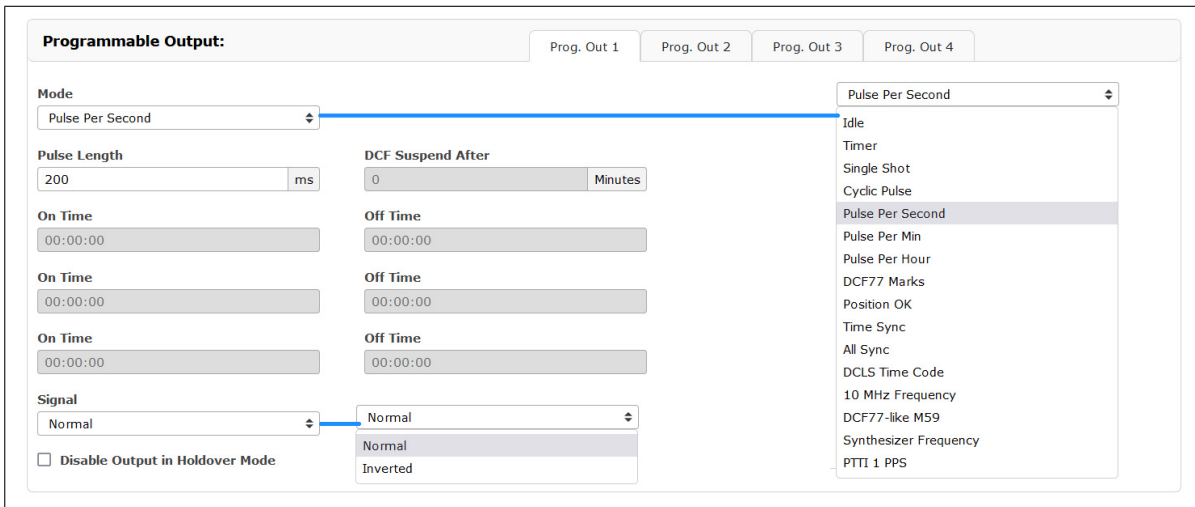 Programmable Output:
Prog. Out 1
Prog. Out 2
Prog. Out 3
Prog. Out 4
Mode
Pulse Per Second
Pulse Length
200 ms
DCF Suspend After
0 Minutes
On Time
00:00:00
Off Time
00:00:00
On Time
00:00:00
Off Time
00:00:00
On Time
00:00:00
Off Time
00:00:00
Signal
Normal
Normal
Normal
Inverted
Disable Output in Holdover Mode
Pulse Per Second
Idle
Timer
Single Shot
Cyclic Pulse
Pulse Per Second
Pulse Per Min
Pulse Per Hour
DCF77 Marks
Position OK
Time Sync
All Sync
DCLS Time Code
10 MHz Frequency
DCF77-like M59
Synthesizer Frequency
PTTI 1 PPS